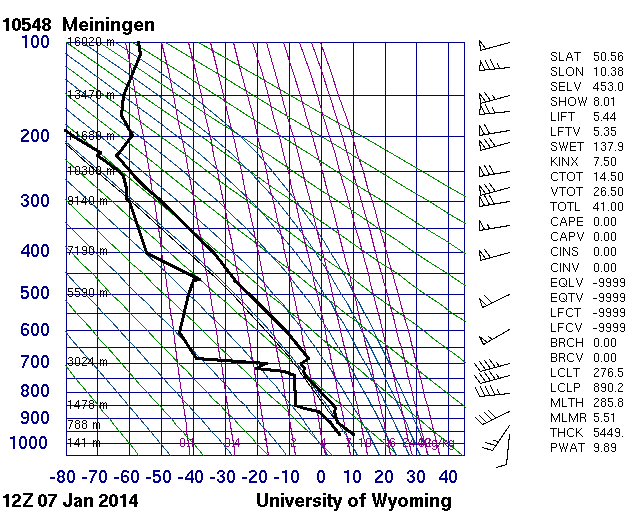 10548 Meiningen
100
16020 m
13470 m
200
300
9140 m
400
7190 m
500
5590 m
600
700
3024 m
800
1478 m
900
788 m
1000
141 m
-80 -70 -60 -50 -40 -30 -20 -10 0 10 20 30 40
12Z 07 Jan 2014
University of Wyoming
SLAT 50.56
SLON 10.38
SELV 453.0
SHOW 8.01
LIFT 5.44
LFTV 5.35
SWET 137.9
KINX 7.50
CTOT 14.50
VTOT 26.50
TOTL 41.00
CAPE 0.00
CAPV 0.00
CINS 0.00
CINV 0.00
EQLV -9999
EQTV -9999
LFCT -9999
LFCV -9999
BRCH 0.00
BRCV 0.00
LCLT 276.5
LCLP 890.2
MLTH 285.8
MLMR 5.51
THCK 5449.
PWAT 9.89